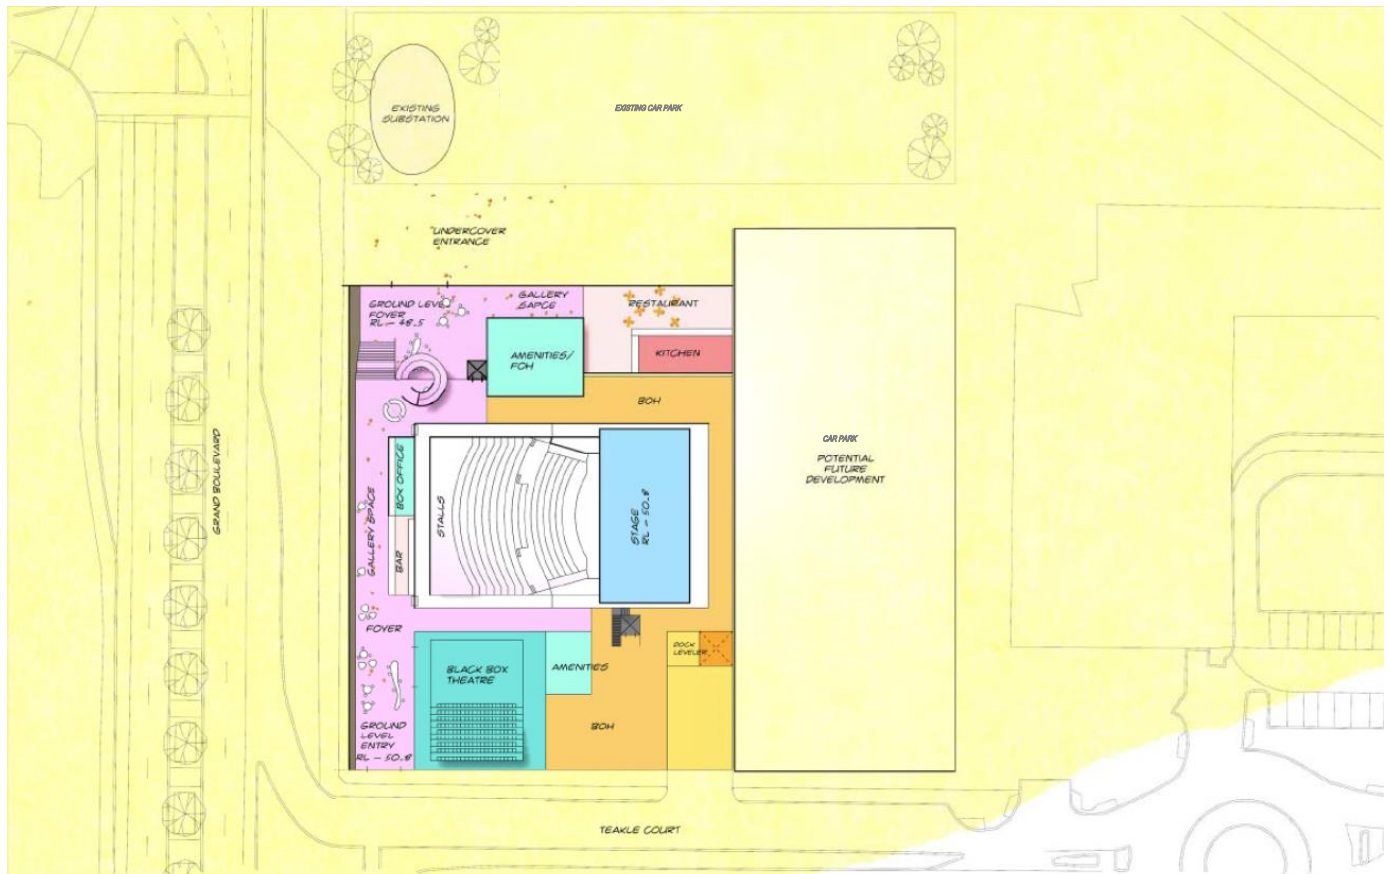 EXISTING
SUBSTATION
EXISTING CAR PARK
UNDERCOVER
ENTRANCE
GROUND LEVEL
FOYER
RL - 48.5
GALLERY
SAPCE
RESTAURANT
AMENITIES/
FOH
KITCHEN
BOH
CAR PARK
POTENTIAL
FUTURE
DEVELOPMENT
GRAND BOULEVARD
BOX OFFICE
STALLS
STAGE
RL - 50.8
GALLERY SPACE
BAR
FOYER
BLACK BOX
THEATRE
AMENITIES
DOCK
LEVELER
BOH
GROUND
LEVEL
ENTRY
RL - 50.8
TEAKLE COURT